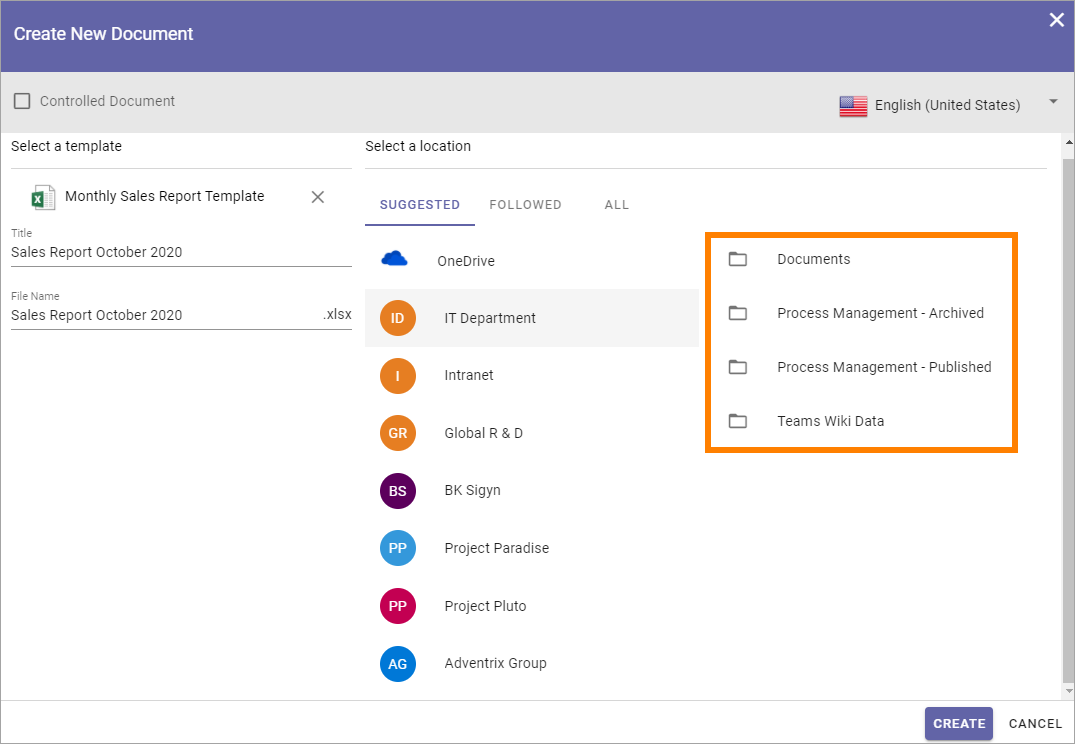 Create New Document
Controlled Document
English (United States)
Select a template
Select a location
Monthly Sales Report Template
Title
Sales Report October 2020
File Name
Sales Report October 2020 .xlsx
SUGGESTED FOLLOWED ALL
OneDrive
ID IT Department
I Intranet
GR Global R & D
BS BK Sigyn
PP Project Paradise
PP Project Pluto
AG Adventrix Group
Documents
Process Management - Archived
Process Management - Published
Teams Wiki Data
CREATE CANCEL